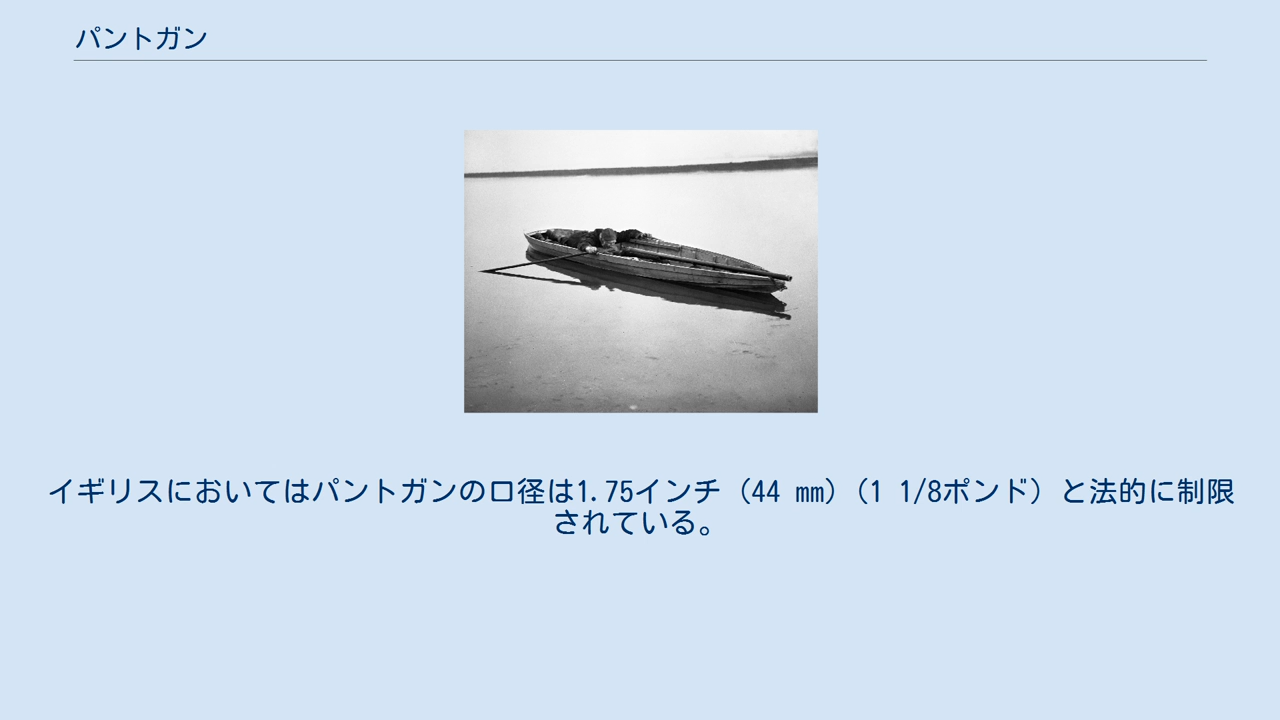 パントガン
イギリスにおいてはパントガンの口径は1.75インチ（44 mm）（1 1/8ポンド）と法的に制限
されている。